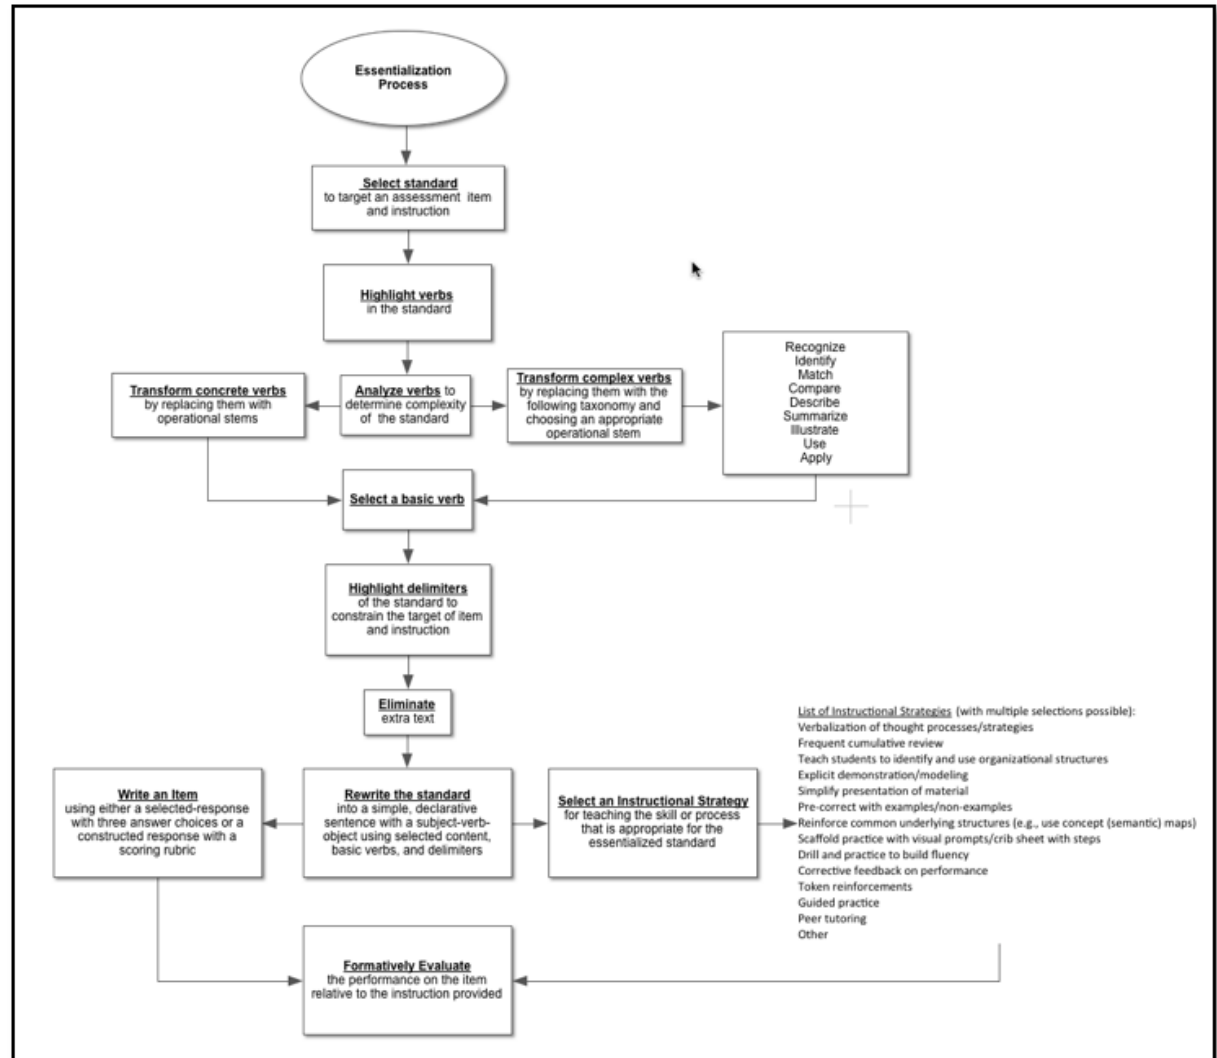 Essentialization
Process
Select standard
to target an assessment item
and instruction
Highlight verbs
in the standard
Transform concrete verbs
by replacing them with
operational stems
Analyze verbs to
determine complexity
of the standard
Transform complex verbs
by replacing them with the
following taxonomy and
choosing an appropriate
operational stem
Recognize
Identify
Match
Compare
Describe
Summarize
Illustrate
Use
Apply
Select a basic verb
Highlight delimiters
of the standard to
constrain the target of item
and instruction
Eliminate
extra text
Write an Item
using either a selected-response
with three answer choices or a
constructed response with a
scoring rubric
Rewrite the standard
into a simple, declarative
sentence with a subject-verb-
object using selected content,
basic verbs, and delimiters
Select an Instructional Strategy
for teaching the skill or process
that is appropriate for the
essentialized standard
List of Instructional Strategies (with multiple selections possible):
Verbalization of thought processes/strategies
Frequent cumulative review
Teach students to identify and use organizational structures
Explicit demonstration/modeling
Simplify presentation of material
Pre-correct with examples/non-examples
Reinforce common underlying structures (e.g., use concept (semantic) maps)
Scaffold practice with visual prompts/crib sheet with steps
Drill and practice to build fluency
Corrective feedback on performance
Token reinforcements
Guided practice
Peer tutoring
Other
Formatively Evaluate
the performance on the item
relative to the instruction provided